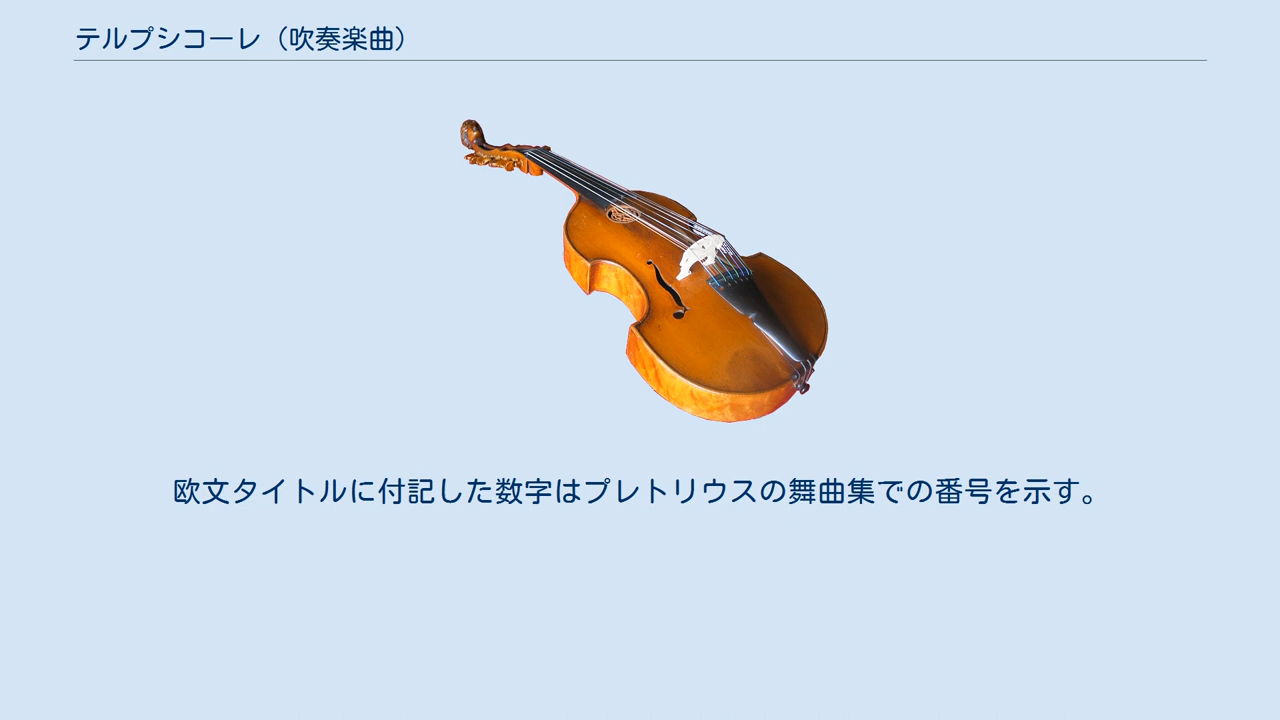 テルプシコーレ（吹奏楽曲）
欧文タイトルに付記した数字はプレトリウスの舞曲集での番号を示す。